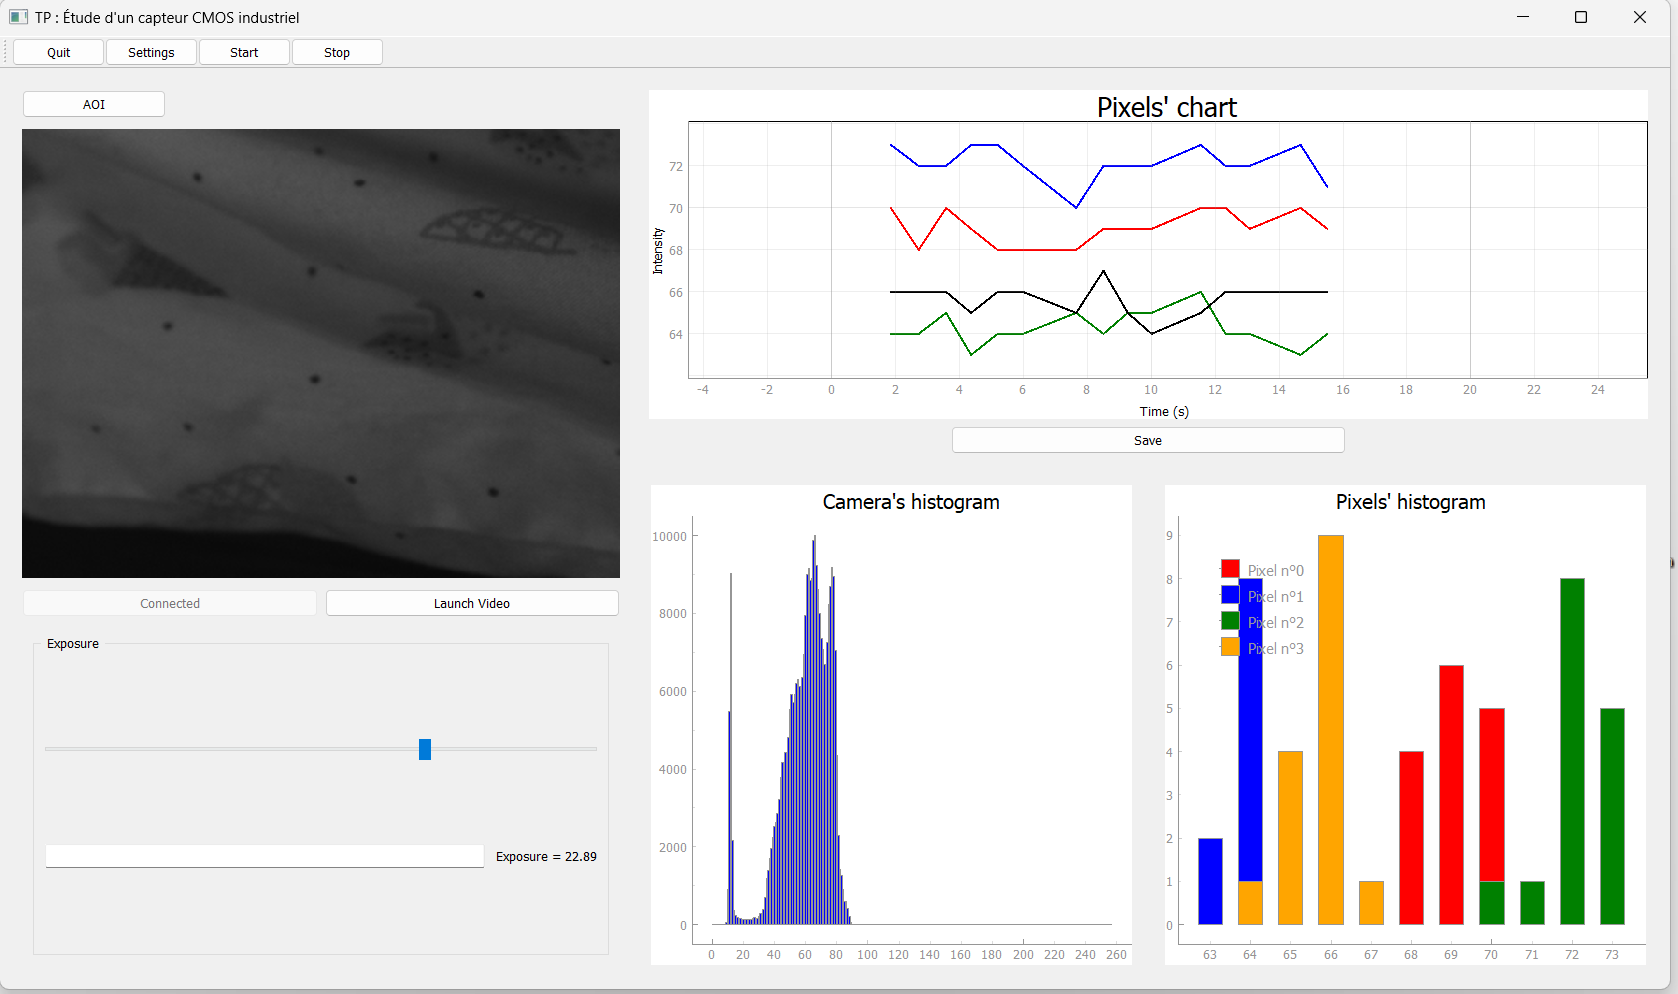 TP : Étude d'un capteur CMOS industriel
Quit Settings Start Stop
AOI
Pixels' chart
72
70
68
66
64
Intensity
-4 -2 0 2 4 6 8 10 12 14 16 18 20 22 24
Time (s)
Save
Connected Launch Video
Exposure
Exposure = 22.89
Camera's histogram
10000
8000
6000
4000
2000
0
0 20 40 60 80 100 120 140 160 180 200 220 240 260
Pixels' histogram
9
8
7
6
5
4
3
2
1
0
Pixel nº0
Pixel nº1
Pixel nº2
Pixel nº3
63 64 65 66 67 68 69 70 71 72 73